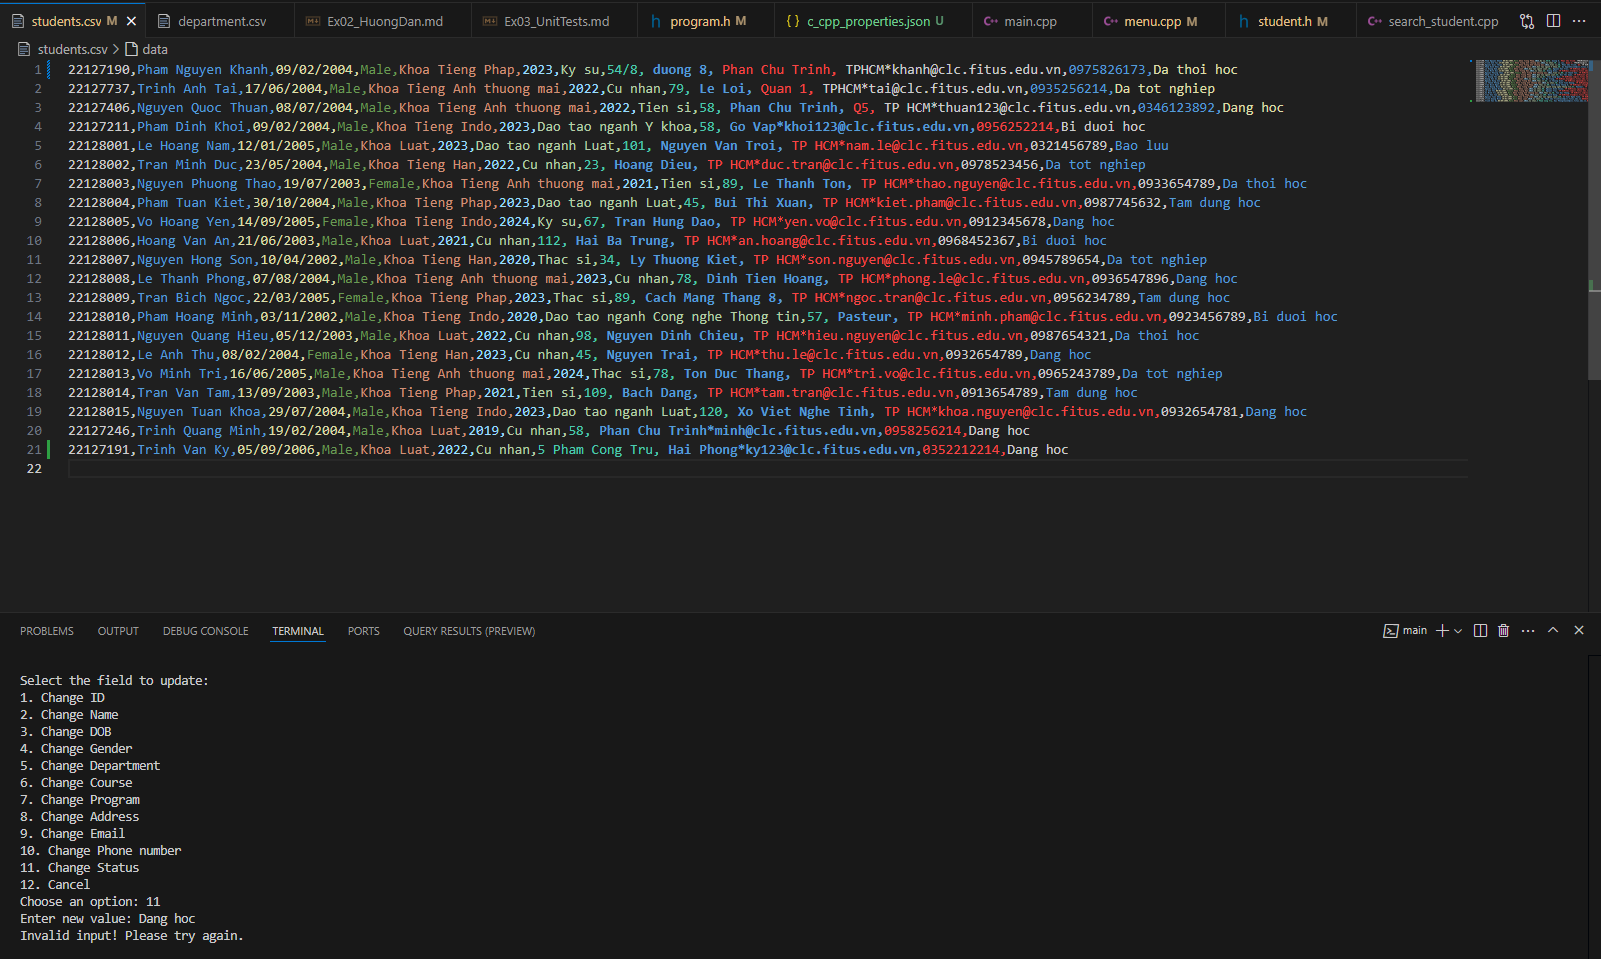 students.csv M
department.csv
Ex02_HuongDan.md
Ex03_UnitTests.md
h program.h M
{} c_cpp_properties.json U
C++ main.cpp
C++ menu.cpp M
h student.h M
C++ search_student.cpp
students.csv > data
1 22127190,Pham Nguyen Khanh,09/02/2004,Male,Khoa Tieng Phap,2023,Ky su,54/8, duong 8, Phan Chu Trinh, TPHCM*khanh@clc.fitus.edu.vn,0975826173,Da thoi hoc
2 22127737,Trinh Anh Tai,17/06/2004,Male,Khoa Tieng Anh thuong mai,2022,Cu nhan,79, Le Loi, Quan 1, TPHCM*tai@clc.fitus.edu.vn,0935256214,Da tot nghiep
3 22127406,Nguyen Quoc Thuan,08/07/2004,Male,Khoa Tieng Anh thuong mai,2022,Tien si,58, Phan Chu Trinh, Q5, TP HCM*thuan123@clc.fitus.edu.vn,0346123892,Dang hoc
4 22127211,Pham Dinh Khoi,09/02/2004,Male,Khoa Tieng Indo,2023,Dao tao nganh Y khoa,58, Go Vap*khoi123@clc.fitus.edu.vn,0956252214,Bi duoi hoc
5 22128001,Le Hoang Nam,12/01/2005,Male,Khoa Luat,2023,Dao tao nganh Luat,101, Nguyen Van Troi, TP HCM*nam.le@clc.fitus.edu.vn,0321456789,Bao luu
6 22128002,Tran Minh Duc,23/05/2004,Male,Khoa Tieng Han,2022,Cu nhan,23, Hoang Dieu, TP HCM*duc.tran@clc.fitus.edu.vn,0978523456,Da tot nghiep
7 22128003,Nguyen Phuong Thao,19/07/2003,Female,Khoa Tieng Anh thuong mai,2021,Tien si,89, Le Thanh Ton, TP HCM*thao.nguyen@clc.fitus.edu.vn,0933654789,Da thoi hoc
8 22128004,Pham Tuan Kiet,30/10/2004,Male,Khoa Tieng Phap,2023,Dao tao nganh Luat,45, Bui Thi Xuan, TP HCM*kiet.pham@clc.fitus.edu.vn,0987745632,Tam dung hoc
9 22128005,Vo Hoang Yen,14/09/2005,Female,Khoa Tieng Indo,2024,Ky su,67, Tran Hung Dao, TP HCM*yen.vo@clc.fitus.edu.vn,0912345678,Dang hoc
10 22128006,Hoang Van An,21/06/2003,Male,Khoa Luat,2021,Cu nhan,112, Hai Ba Trung, TP HCM*an.hoang@clc.fitus.edu.vn,0968452367,Bi duoi hoc
11 22128007,Nguyen Hong Son,10/04/2002,Male,Khoa Tieng Han,2020,Thac si,34, Ly Thuong Kiet, TP HCM*son.nguyen@clc.fitus.edu.vn,0945789654,Da tot nghiep
12 22128008,Le Thanh Phong,07/08/2004,Male,Khoa Tieng Anh thuong mai,2023,Cu nhan,78, Dinh Tien Hoang, TP HCM*phong.le@clc.fitus.edu.vn,0936547896,Dang hoc
13 22128009,Tran Bich Ngoc,22/03/2005,Female,Khoa Tieng Phap,2023,Thac si,89, Cach Mang Thang 8, TP HCM*ngoc.tran@clc.fitus.edu.vn,0956234789,Tam dung hoc
14 22128010,Pham Hoang Minh,03/11/2002,Male,Khoa Tieng Indo,2020,Dao tao nganh Cong nghe Thong tin,57, Pasteur, TP HCM*minh.pham@clc.fitus.edu.vn,0923456789,Bi duoi hoc
15 22128011,Nguyen Quang Hieu,05/12/2003,Male,Khoa Luat,2022,Cu nhan,98, Nguyen Dinh Chieu, TP HCM*hieu.nguyen@clc.fitus.edu.vn,0987654321,Da thoi hoc
16 22128012,Le Anh Thu,08/02/2004,Female,Khoa Tieng Han,2023,Cu nhan,45, Nguyen Trai, TP HCM*thu.le@clc.fitus.edu.vn,0932654789,Dang hoc
17 22128013,Vo Minh Tri,16/06/2005,Male,Khoa Tieng Anh thuong mai,2024,Thac si,78, Ton Duc Thang, TP HCM*tri.vo@clc.fitus.edu.vn,0965243789,Da tot nghiep
18 22128014,Tran Van Tam,13/09/2003,Male,Khoa Tieng Phap,2021,Tien si,109, Bach Dang, TP HCM*tam.tran@clc.fitus.edu.vn,0913654789,Tam dung hoc
19 22128015,Nguyen Tuan Khoa,29/07/2004,Male,Khoa Tieng Indo,2023,Dao tao nganh Luat,120, Xo Viet Nghe Tinh, TP HCM*khoa.nguyen@clc.fitus.edu.vn,0932654781,Dang hoc
20 22127246,Trinh Quang Minh,19/02/2004,Male,Khoa Luat,2019,Cu nhan,58, Phan Chu Trinh*minh@clc.fitus.edu.vn,0958256214,Dang hoc
21 22127191,Trinh Van Ky,05/09/2006,Male,Khoa Luat,2022,Cu nhan,5 Pham Cong Tru, Hai Phong*ky123@clc.fitus.edu.vn,0352212214,Dang hoc
22
PROBLEMS OUTPUT DEBUG CONSOLE TERMINAL PORTS QUERY RESULTS (PREVIEW)
main
Select the field to update:
1. Change ID
2. Change Name
3. Change DOB
4. Change Gender
5. Change Department
6. Change Course
7. Change Program
8. Change Address
9. Change Email
10. Change Phone number
11. Change Status
12. Cancel
Choose an option: 11
Enter new value: Dang hoc
Invalid input! Please try again.